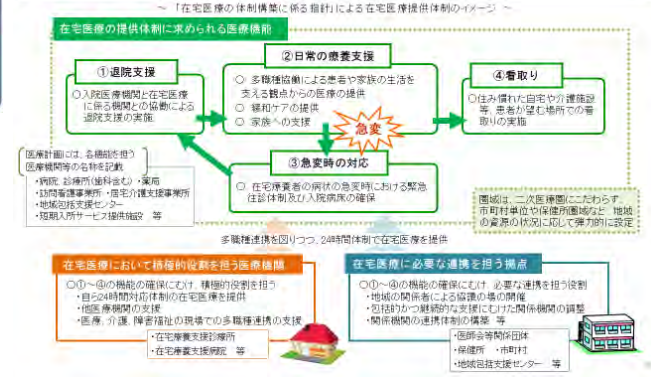 ～ 「在宅医療の体制構築に係る指針」による在宅医療提供体制のイメージ ～
在宅医療の提供体制に求められる医療機能
①退院支援
○入院医療機関と在宅医療
に係る機関との協働による
退院支援の実施
②日常の療養支援
○ 多職種協働による患者や家族の生活を
支える観点からの医療の提供
○ 緩和ケアの提供
○ 家族への支援
急変
④看取り
○住み慣れた自宅や介護施設
等、患者が望む場所での看
取りの実施
③急変時の対応
○ 在宅療養者の病状の急変時における緊急
往診体制及び入院病床の確保
医療計画には、各機能を担う
医療機関等の名称を記載
・病院、診療所(歯科含む) ・薬局
・訪問看護事業所 ・居宅介護支援事業所
・地域包括支援センター
・短期入所サービス提供施設 等
圏域は、二次医療圏にこだわらず、
市町村単位や保健所圏域など、地域
の資源の状況に応じて弾力的に設定
多職種連携を図りつつ、24時間体制で在宅医療を提供
在宅医療において積極的役割を担う医療機関
○①～④の機能の確保にむけ、積極的役割を担う
・自ら24時間対応体制の在宅医療を提供
・他医療機関の支援
・医療、介護、障害福祉の現場での多職種連携の支援
・在宅療養支援診療所
・在宅療養支援病院 等
在宅医療に必要な連携を担う拠点
○①～④の機能の確保にむけ、必要な連携を担う役割
・地域の関係者による協議の場の開催
・包括的かつ継続的な支援にむけた関係機関の調整
・関係機関の連携体制の構築 等
・医師会等関係団体
・保健所 ・市町村
・地域包括支援センター 等